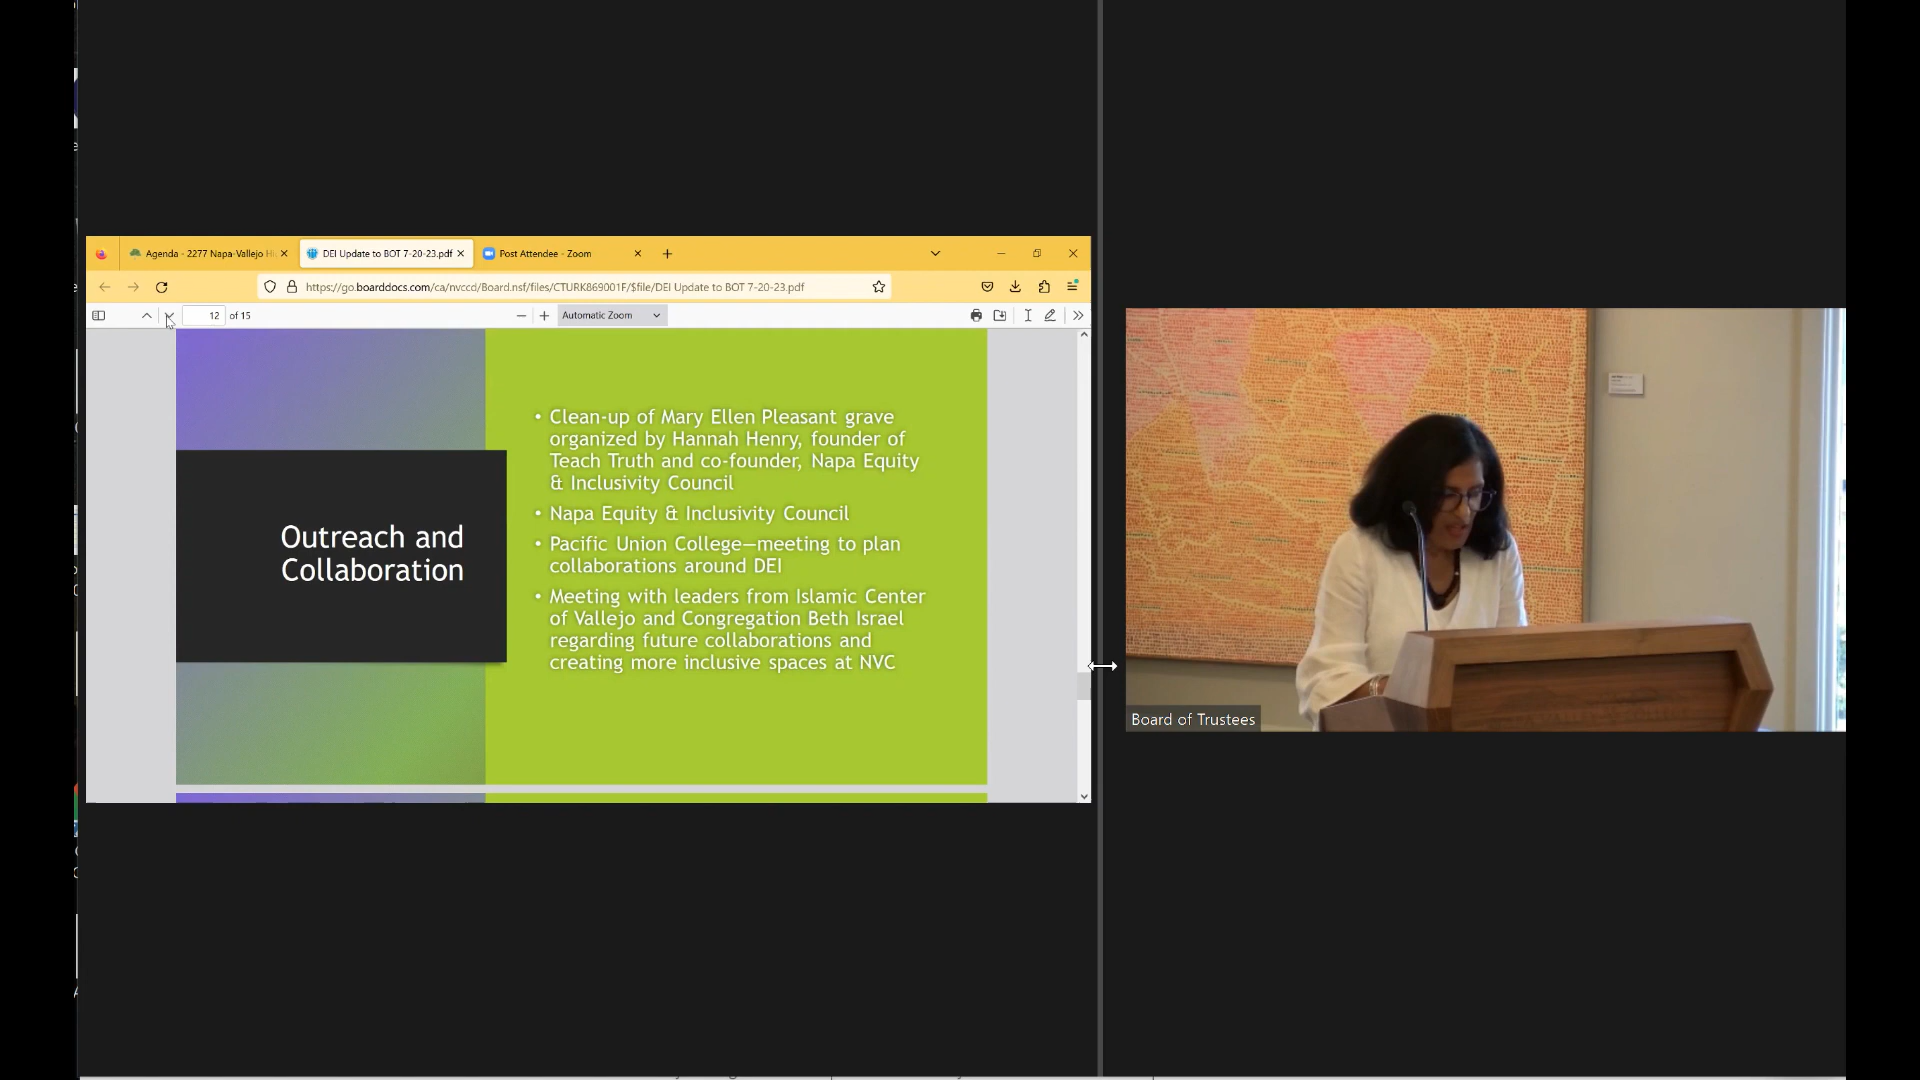 Agenda - 2277 Napa-Vallejo Hi
DEI Update to BOT 7-20-23.pdf
Post Attendee - Zoom
https://go.boarddocs.com/ca/nvccd/Board.nsf/files/CTURK869001F/$file/DEI Update to BOT 7-20-23.pdf
12 of 15
Automatic Zoom
Outreach and
Collaboration
• Clean-up of Mary Ellen Pleasant grave
organized by Hannah Henry, founder of
Teach Truth and co-founder, Napa Equity
& Inclusivity Council
• Napa Equity & Inclusivity Council
• Pacific Union College—meeting to plan
collaborations around DEI
• Meeting with leaders from Islamic Center
of Vallejo and Congregation Beth Israel
regarding future collaborations and
creating more inclusive spaces at NVC
Board of Trustees